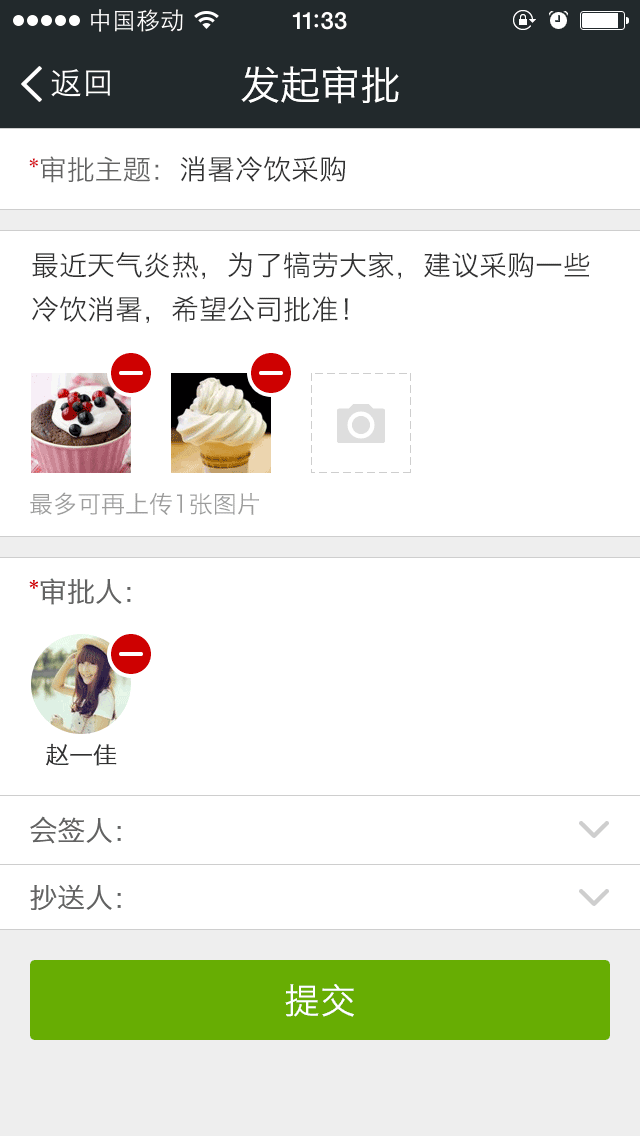 中国移动 11:33
返回 发起审批
*审批主题：消暑冷饮采购
最近天气炎热，为了犒劳大家，建议采购一些
冷饮消暑，希望公司批准！
最多可再上传1张图片
*审批人：
赵一佳
会签人：
抄送人：
提交